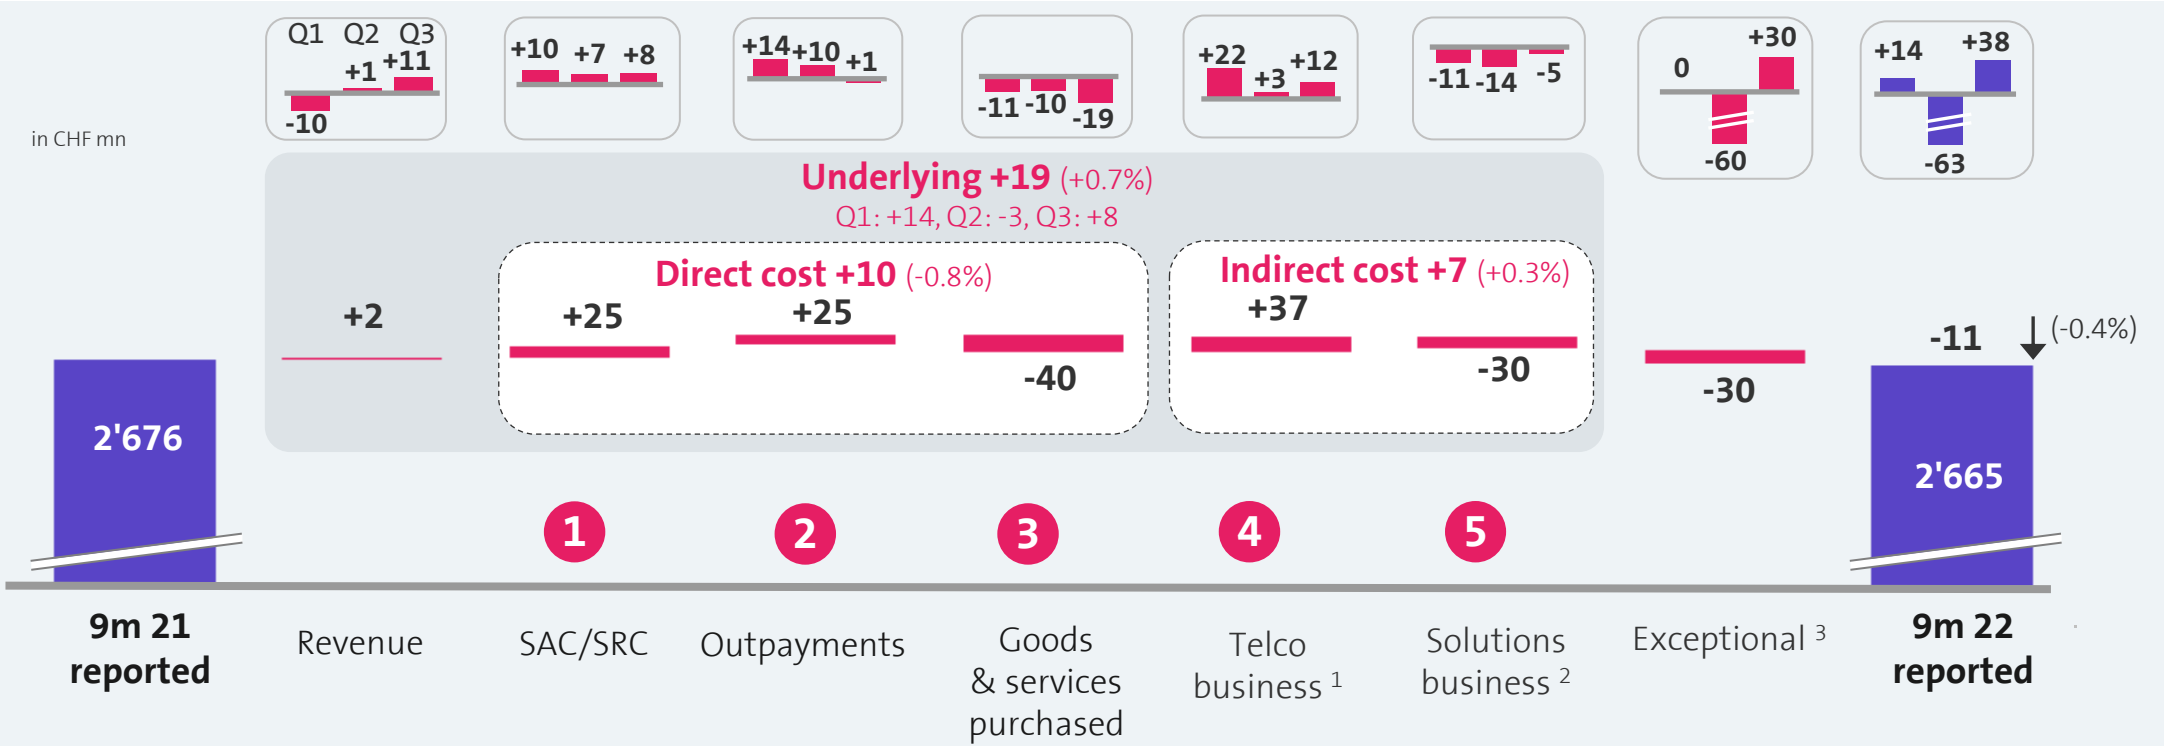 Q1 Q2 Q3
-10 +1 +11
+10 +7 +8
+14 +10 +1
-11 -10 -19
+22 +3 +12
-11 -14 -5
0 -60 +30
+14 -63 +38
in CHF mn
Underlying +19 (+0.7%)
Q1: +14, Q2: -3, Q3: +8
Direct cost +10 (-0.8%)
Indirect cost +7 (+0.3%)
2'676
+2
+25
+25
-40
+37
-30
-30
-11
(-0.4%)
2'665
1
2
3
4
5
9m 21
reported
Revenue
SAC/SRC
Outpayments
Goods
& services
purchased
Telco
business 1
Solutions
business 2
Exceptional 3
9m 22
reported